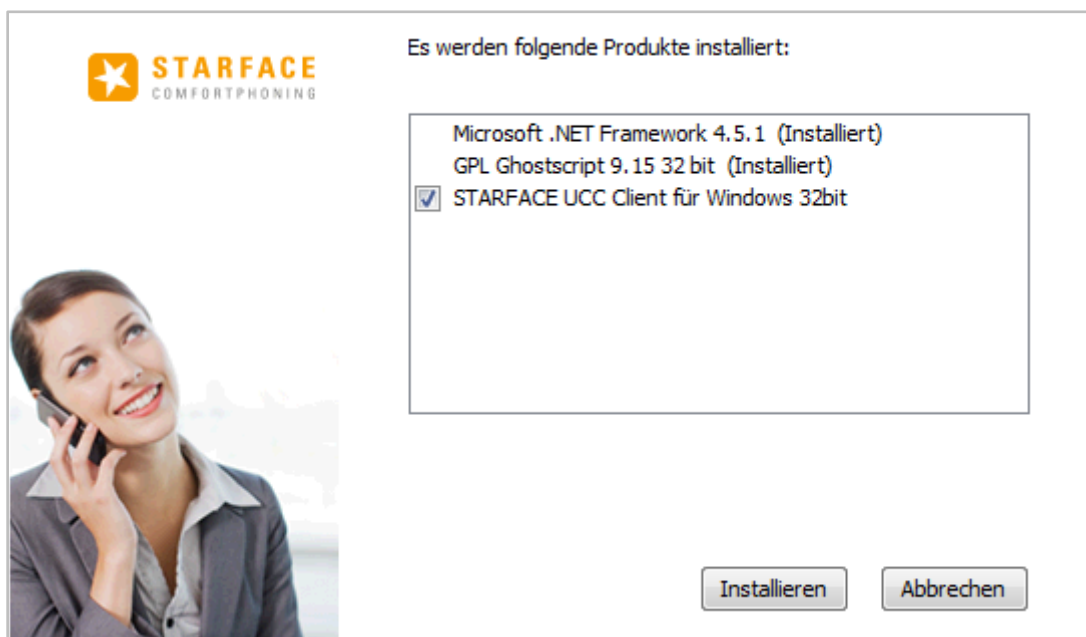 STARFACE
COMFORTPHONING
Es werden folgende Produkte installiert:
Microsoft .NET Framework 4.5.1 (Installiert)
GPL Ghostscript 9.15 32 bit (Installiert)
STARFACE UCC Client für Windows 32bit
Installieren
Abbrechen